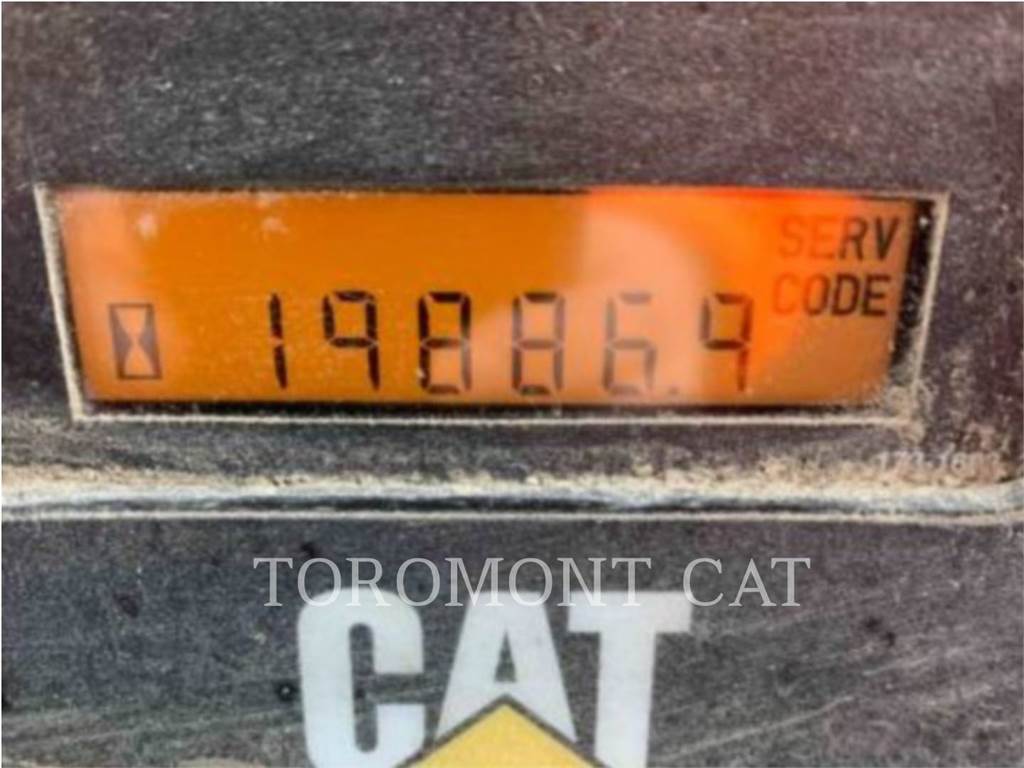 SERV
CODE
19886.9
TOROMONT CAT
CAT